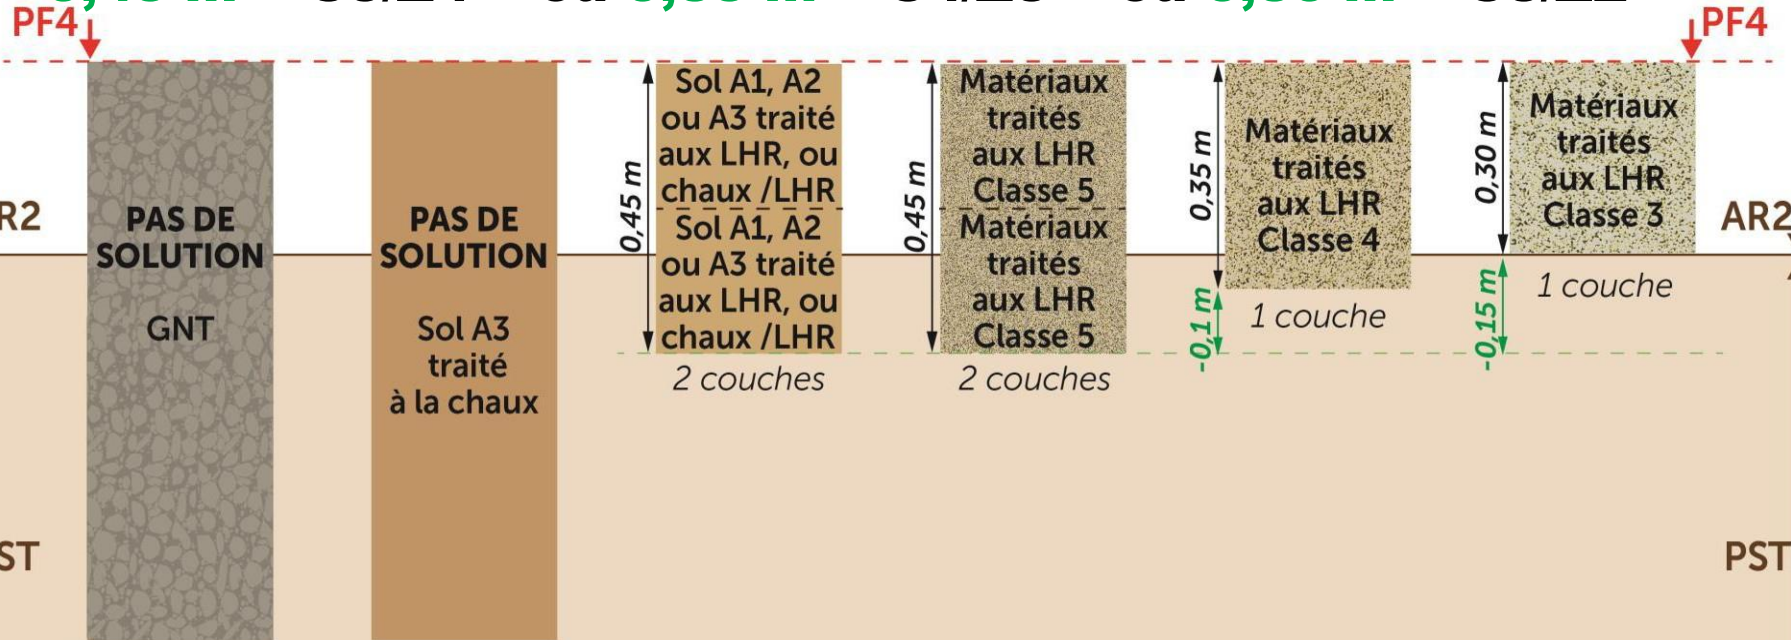 PF4
PF4
PAS DE
SOLUTION
GNT
PAS DE
SOLUTION
Sol A3
traité
à la chaux
0,45 m
Sol A1, A2
ou A3 traité
aux LHR, ou
chaux /LHR
Sol A1, A2
ou A3 traité
aux LHR, ou
chaux /LHR
2 couches
0,45 m
Matériaux
traités
aux LHR
Classe 5
Matériaux
traités
aux LHR
Classe 5
2 couches
0,35 m
Matériaux
traités
aux LHR
Classe 4
-0,1 m
1 couche
0,30 m
Matériaux
traités
aux LHR
Classe 3
-0,15 m
1 couche
R2
AR2
ST
PST